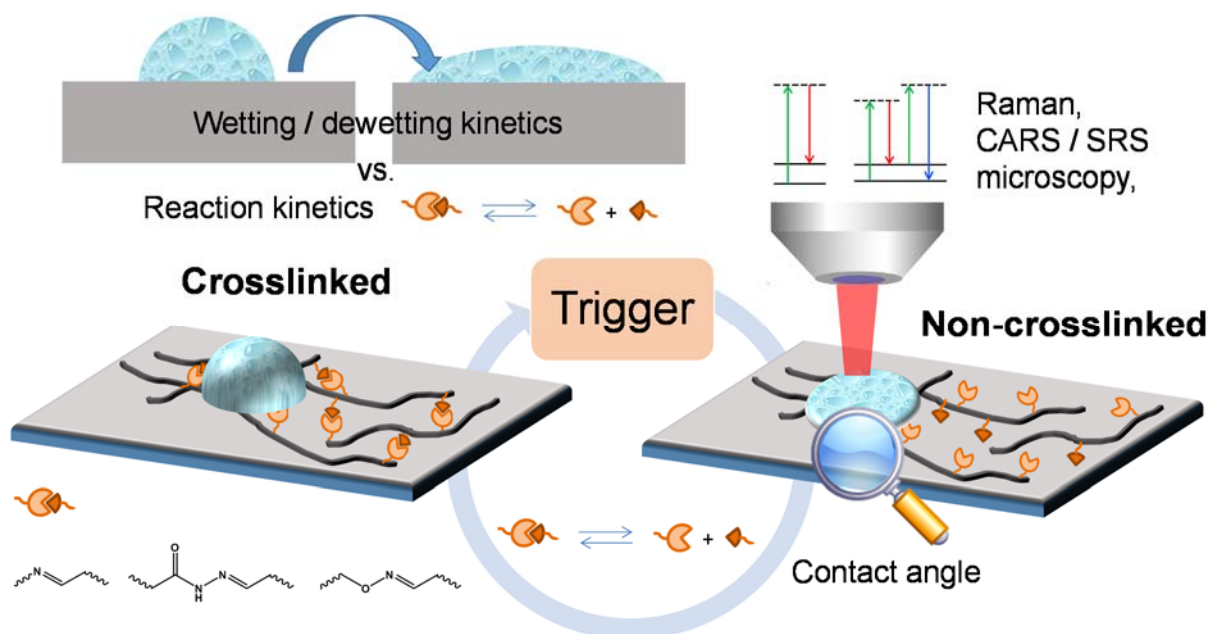 Wetting / dewetting kinetics
vs.
Reaction kinetics
+
Raman,
CARS / SRS
microscopy,
Crosslinked
Trigger
Non-crosslinked
+
Contact angle
N
O
N
H
N
O
N